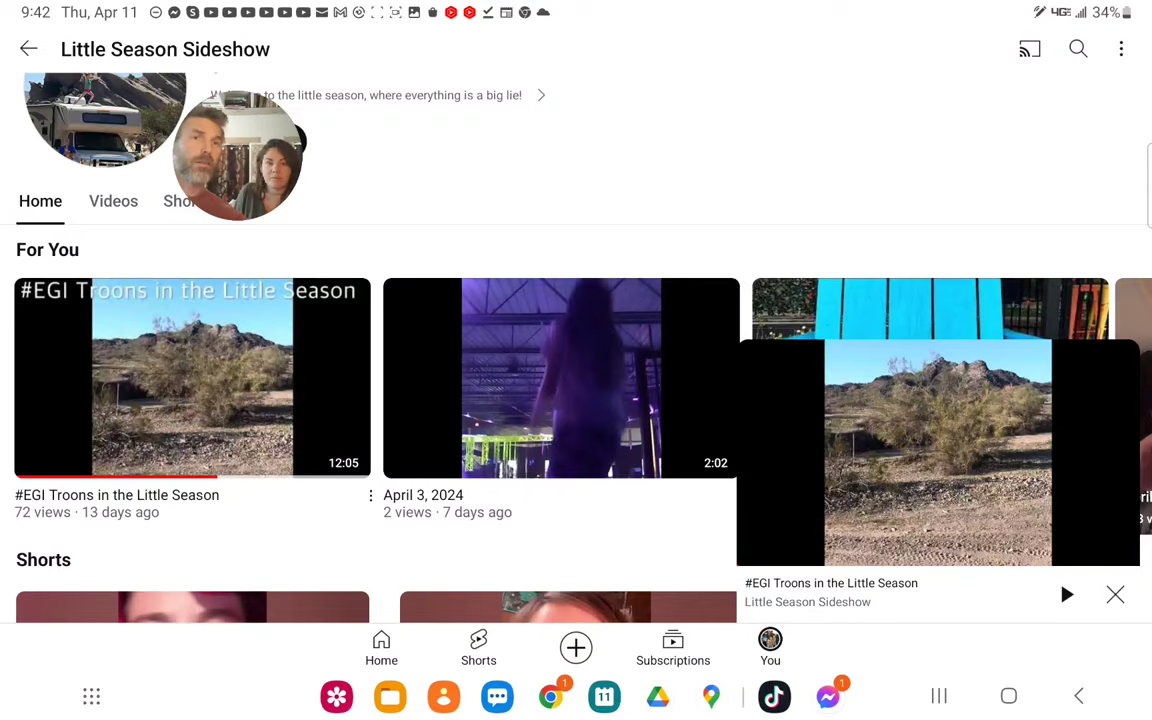 9:42 Thu, Apr 11
4G 34%
Little Season Sideshow
to the little season, where everything is a big lie!
Home Videos
For You
#EGI Troons in the Little Season
12:05
2:02
#EGI Troons in the Little Season
72 views · 13 days ago
April 3, 2024
2 views · 7 days ago
Shorts
#EGI Troons in the Little Season
Little Season Sideshow
Home Shorts Subscriptions You
1 11 1